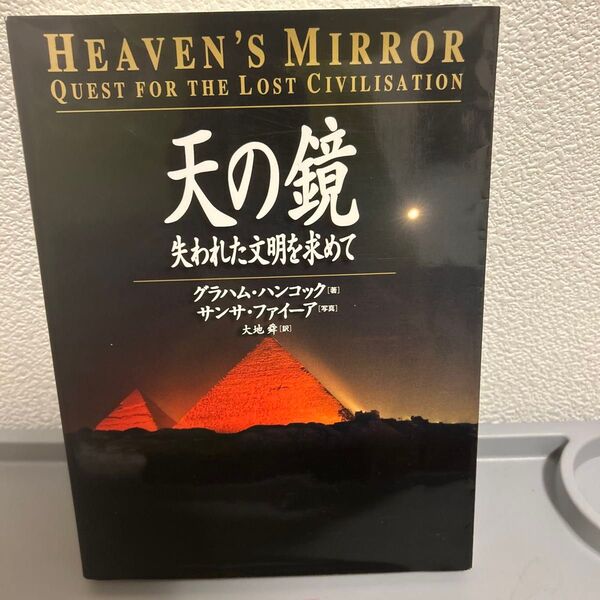 HEAVEN'S MIRROR
QUEST FOR THE LOST CIVILISATION
天の鏡
失われた文明を求めて
グラハム・ハンコック[著]
サンサ・ファイーア[写真]
大地 舜[訳]